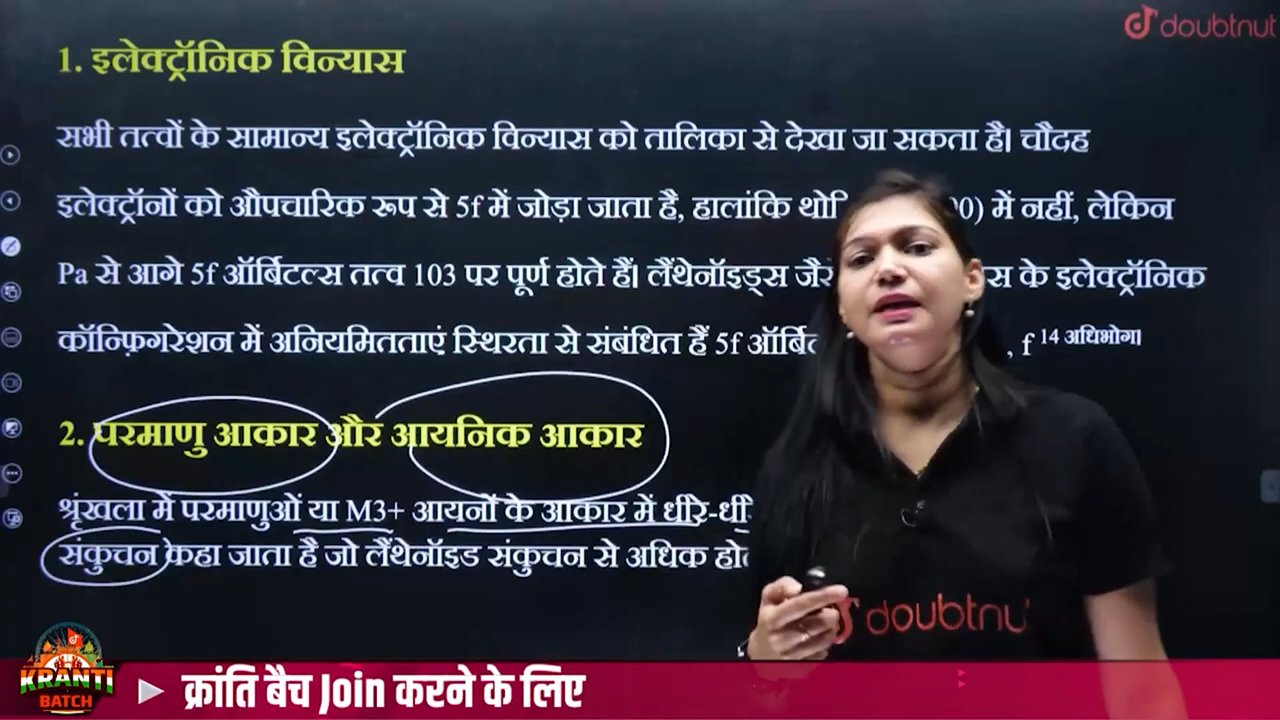 doubtnut
1. इलेक्ट्रॉनिक विन्यास
सभी तत्वों के सामान्य इलेक्ट्रॉनिक विन्यास को तालिका से देखा जा सकता है। चौदह
इलेक्ट्रॉनों को औपचारिक रूप से 5f में जोड़ा जाता है, हालांकि में नहीं, लेकिन
Pa से आगे 5f ऑर्बिटल्स तत्व 103 पर पूर्ण होते हैं। लैंथेनॉइड्स के इलेक्ट्रॉनिक
कॉन्फ़िगरेशन में अनियमितताएं स्थिरता से संबंधित हैं 5f , f 14 अधिभोग।
2. परमाणु आकार और आयनिक आकार
श्रृंखला में परमाणुओं या M3+ आयनों के आकार में धीरे-
संकुचन कहा जाता है जो लैंथेनॉइड संकुचन से अधिक
doubtnut
KRANTI
BATCH
क्रांति बैच Join करने के लिए